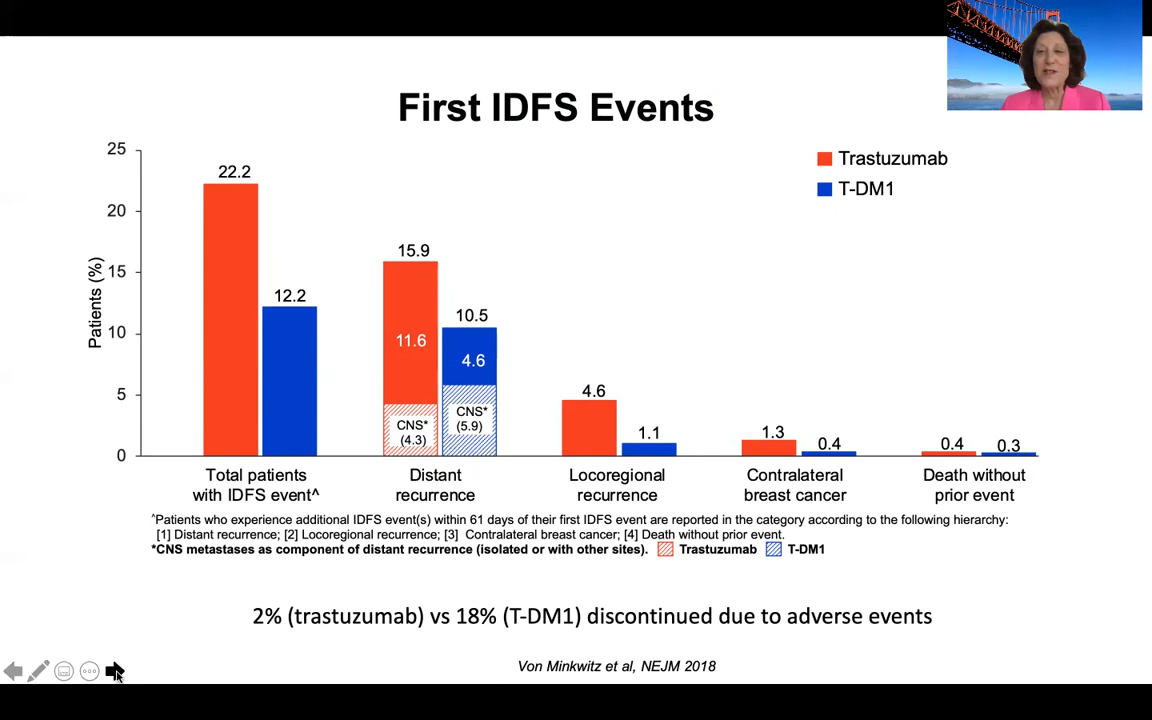 First IDFS Events
25
20
15
10
5
0
Patients (%)
Trastuzumab
T-DM1
22.2
12.2
15.9
11.6
CNS*
(4.3)
10.5
4.6
CNS*
(5.9)
4.6
1.1
1.3
0.4
0.4
0.3
Total patients
with IDFS event^
Distant
recurrence
Locoregional
recurrence
Contralateral
breast cancer
Death without
prior event
^Patients who experience additional IDFS event(s) within 61 days of their first IDFS event are reported in the category according to the following hierarchy:
[1] Distant recurrence; [2] Locoregional recurrence; [3] Contralateral breast cancer; [4] Death without prior event.
*CNS metastases as component of distant recurrence (isolated or with other sites). Trastuzumab T-DM1
2% (trastuzumab) vs 18% (T-DM1) discontinued due to adverse events
Von Minkwitz et al, NEJM 2018